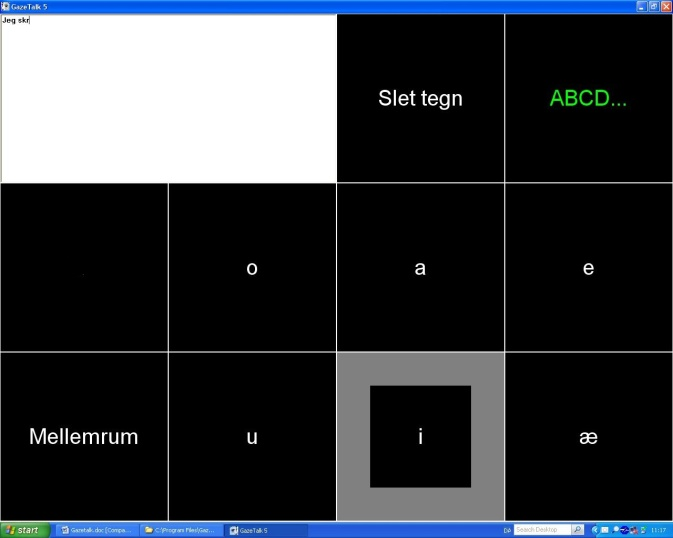 GazeTalk 5
Jeg skr
Slet tegn
ABCD...
o
a
e
Mellemrum
u
i
æ
start
Gazetalk.doc [Compa...
C:\Program Files\Gaz...
GazeTalk 5
DA
Search Desktop
11:17